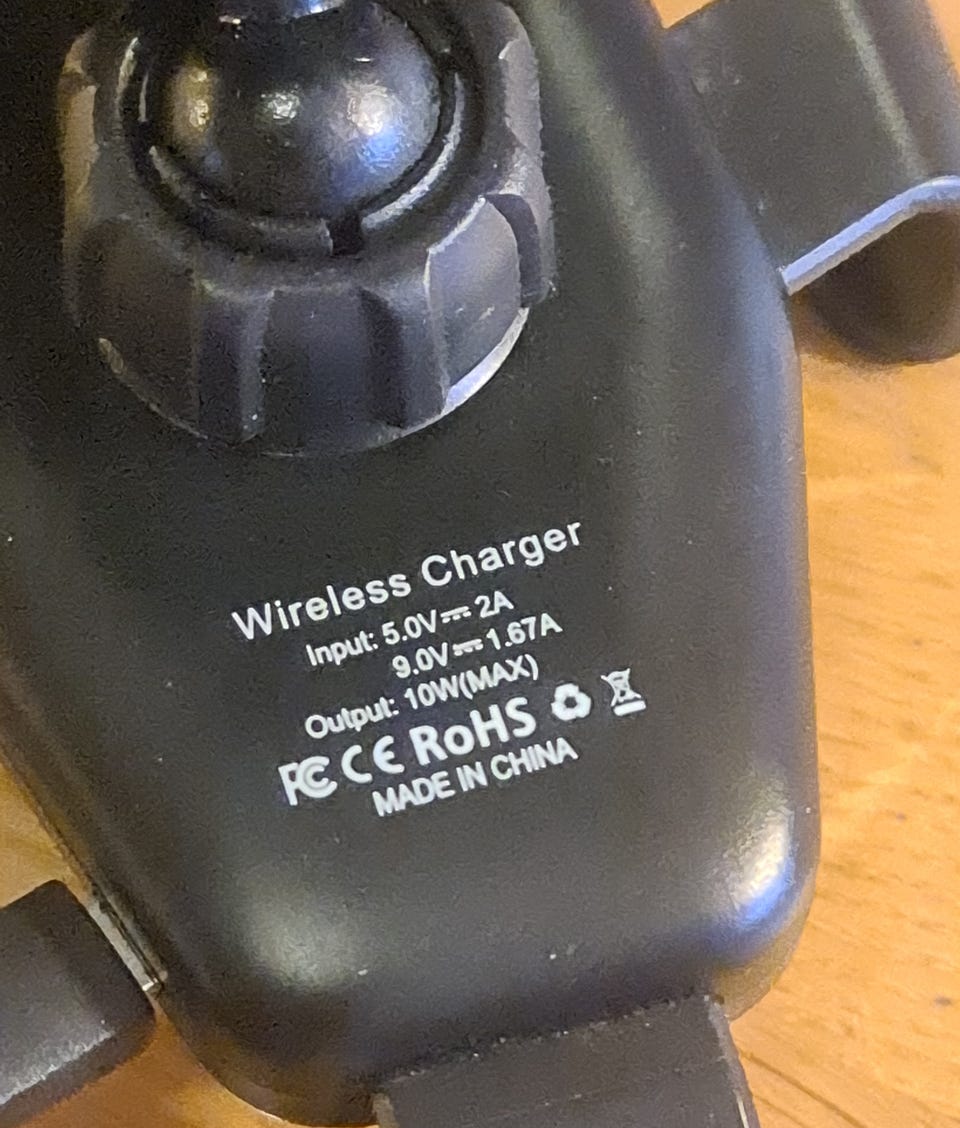 Wireless Charger
Input: 5.0V⎓2A
9.0V⎓1.67A
Output: 10W(MAX)
FC CE RoHS
MADE IN CHINA